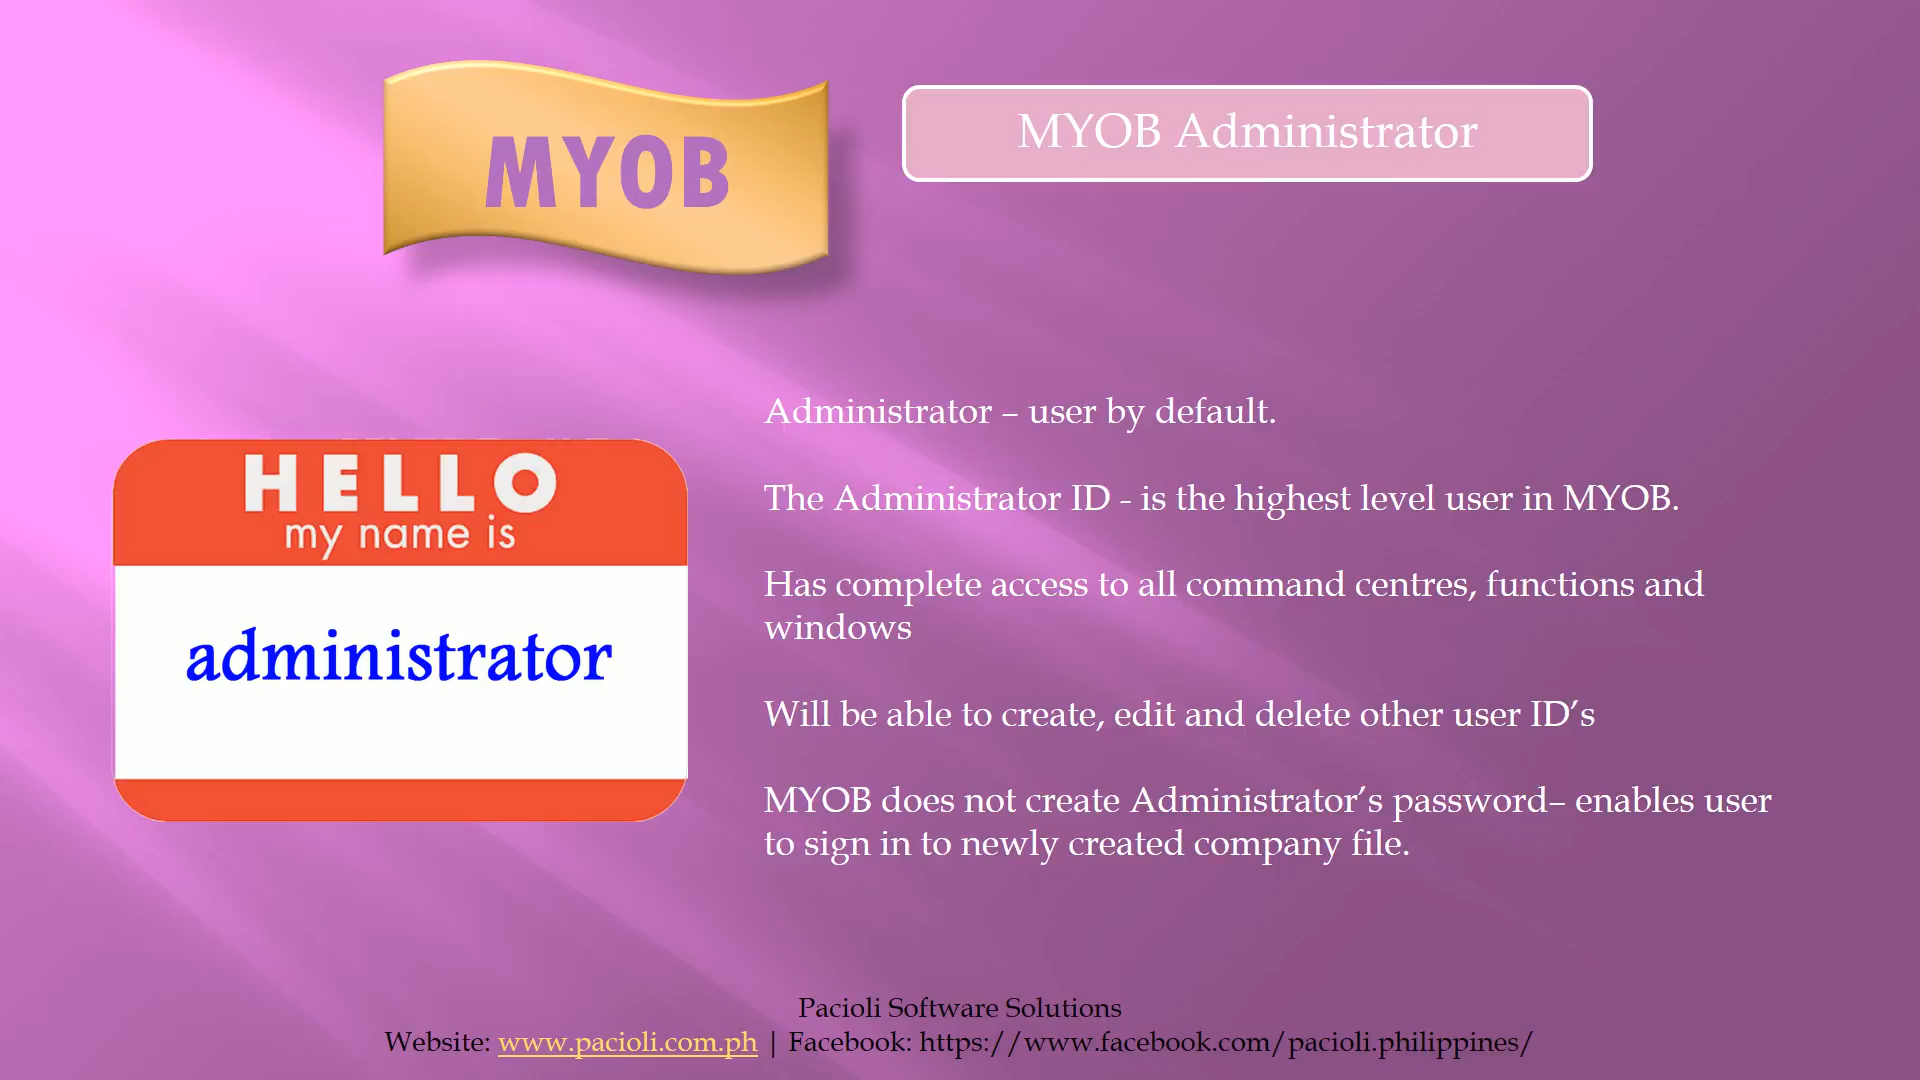 MYOB
MYOB Administrator
HELLO
my name is
administrator
Administrator – user by default.
The Administrator ID - is the highest level user in MYOB.
Has complete access to all command centres, functions and
windows
Will be able to create, edit and delete other user ID’s
MYOB does not create Administrator’s password– enables user
to sign in to newly created company file.
Pacioli Software Solutions
Website: www.pacioli.com.ph | Facebook: https://www.facebook.com/pacioli.philippines/